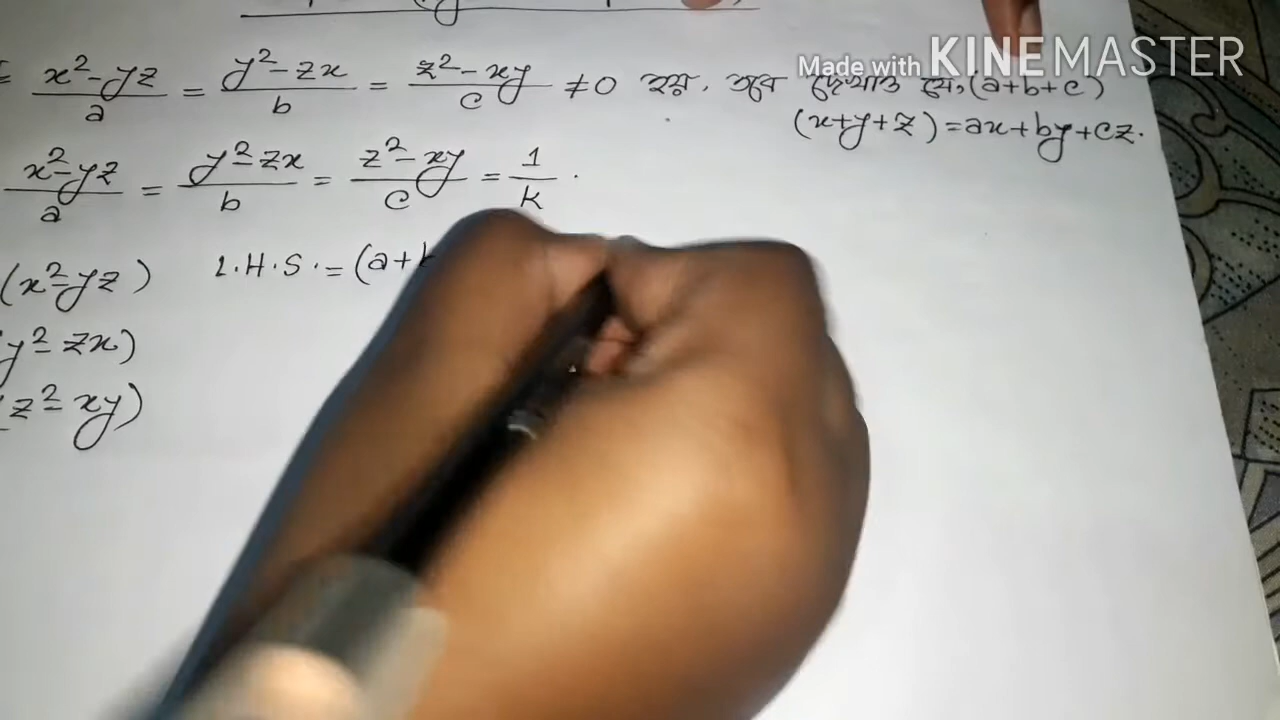 Made with KINEMASTER
x²-yz/a = y²-zx/b = z²-xy/c ≠0 হয়, তবে দেখাও যে, (a+b+c)
(x+y+z)=ax+by+cz.
x²-yz/a = y²-zx/b = z²-xy/c = 1/k .
(x²-yz) L.H.S. = (a+
y²-zx)
z²-xy)